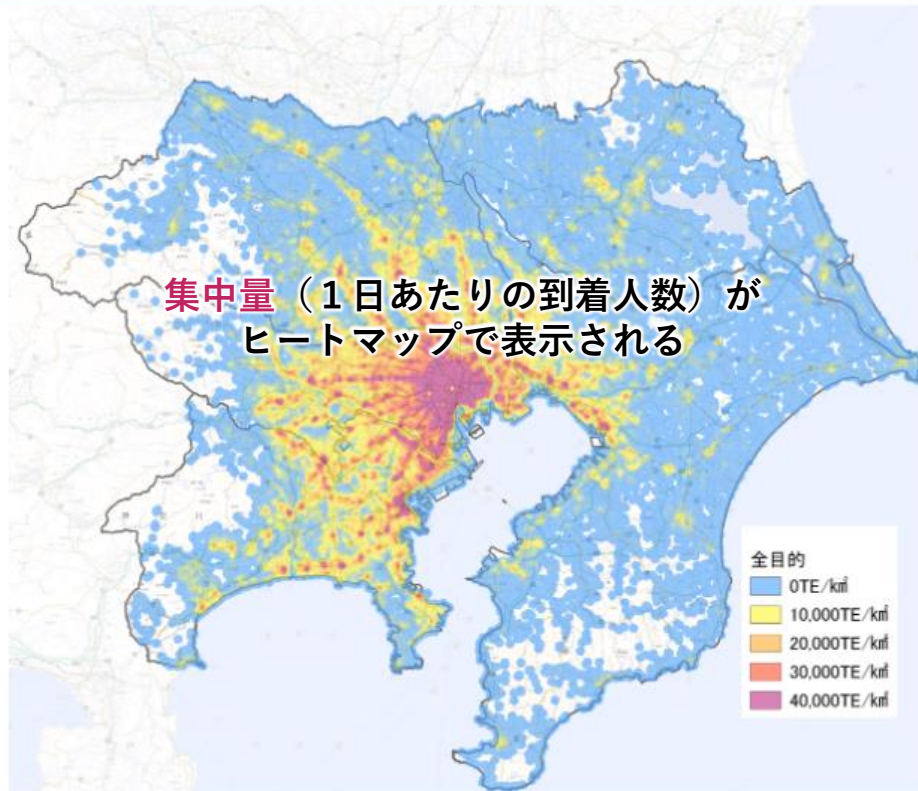 集中量（１日あたりの到着人数）が
ヒートマップで表示される
全目的
0TE/k㎡
10,000TE/k㎡
20,000TE/k㎡
30,000TE/k㎡
40,000TE/k㎡